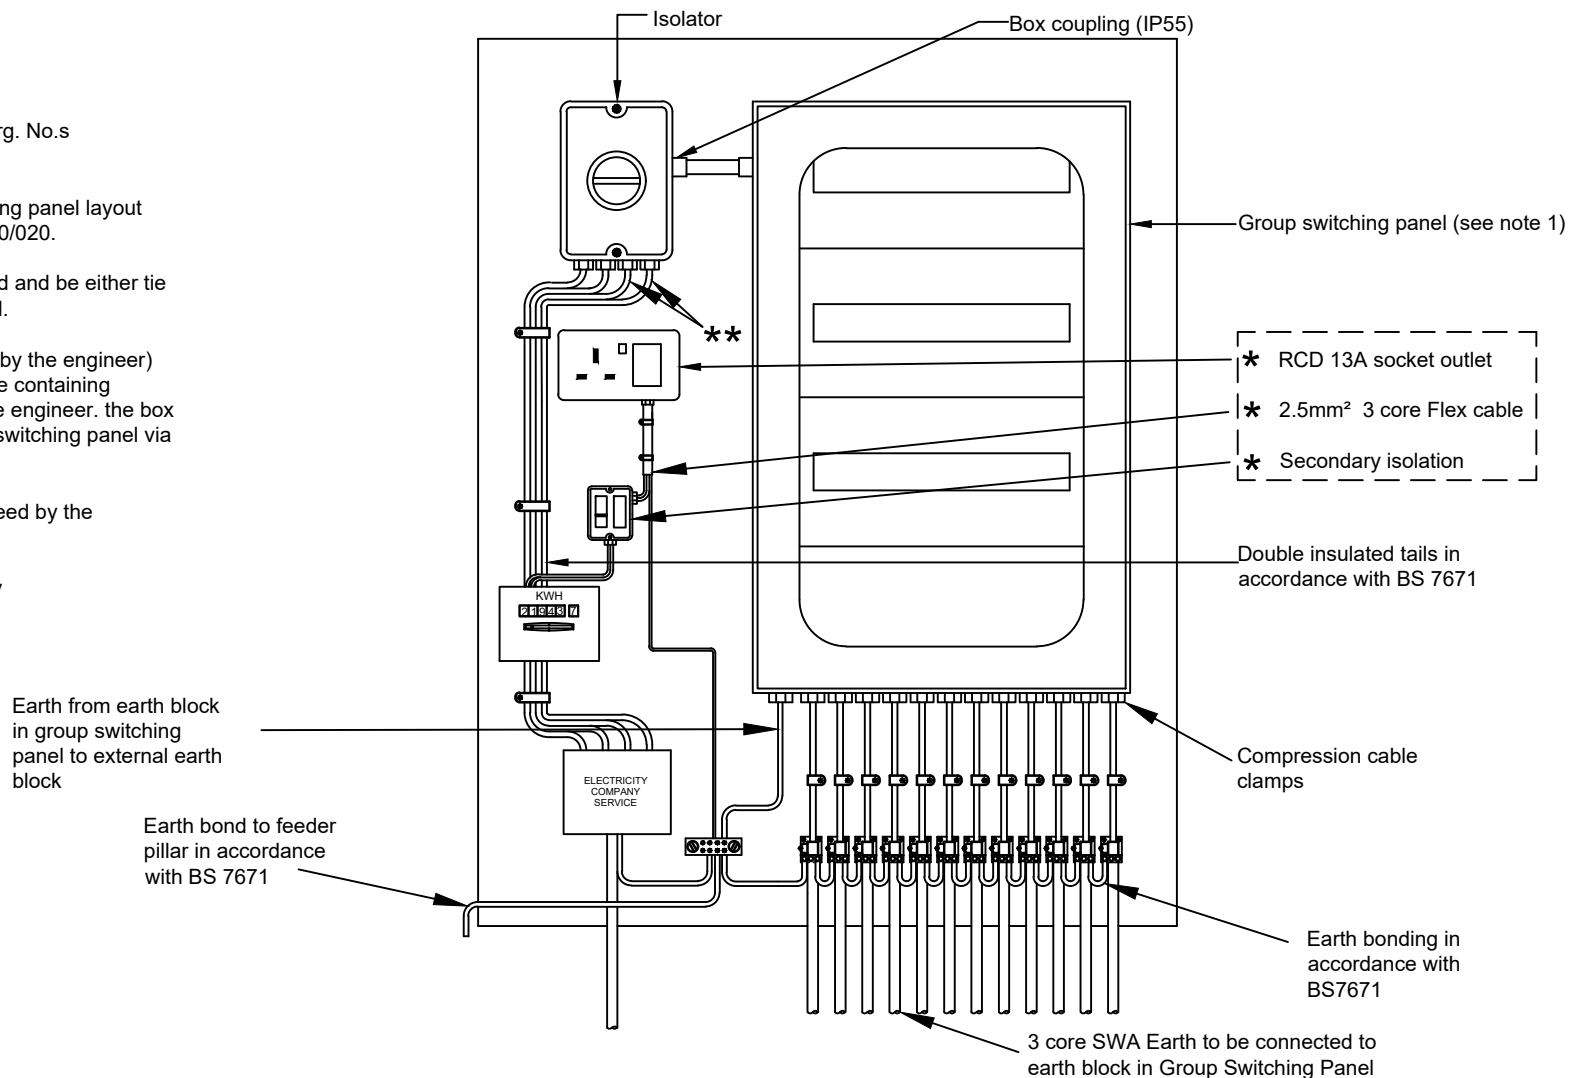 Isolator
Box coupling (IP55)
rg. No.s
ng panel layout
0/020.
d and be either tie
.
by the engineer)
e containing
e engineer. the box
switching panel via
eed by the
Group switching panel (see note 1)
**
* RCD 13A socket outlet
* 2.5mm² 3 core Flex cable
* Secondary isolation
Double insulated tails in
accordance with BS 7671
KWH
21943 7
Earth from earth block
in group switching
panel to external earth
block
ELECTRICITY
COMPANY
SERVICE
Compression cable
clamps
Earth bond to feeder
pillar in accordance
with BS 7671
Earth bonding in
accordance with
BS7671
3 core SWA Earth to be connected to
earth block in Group Switching Panel